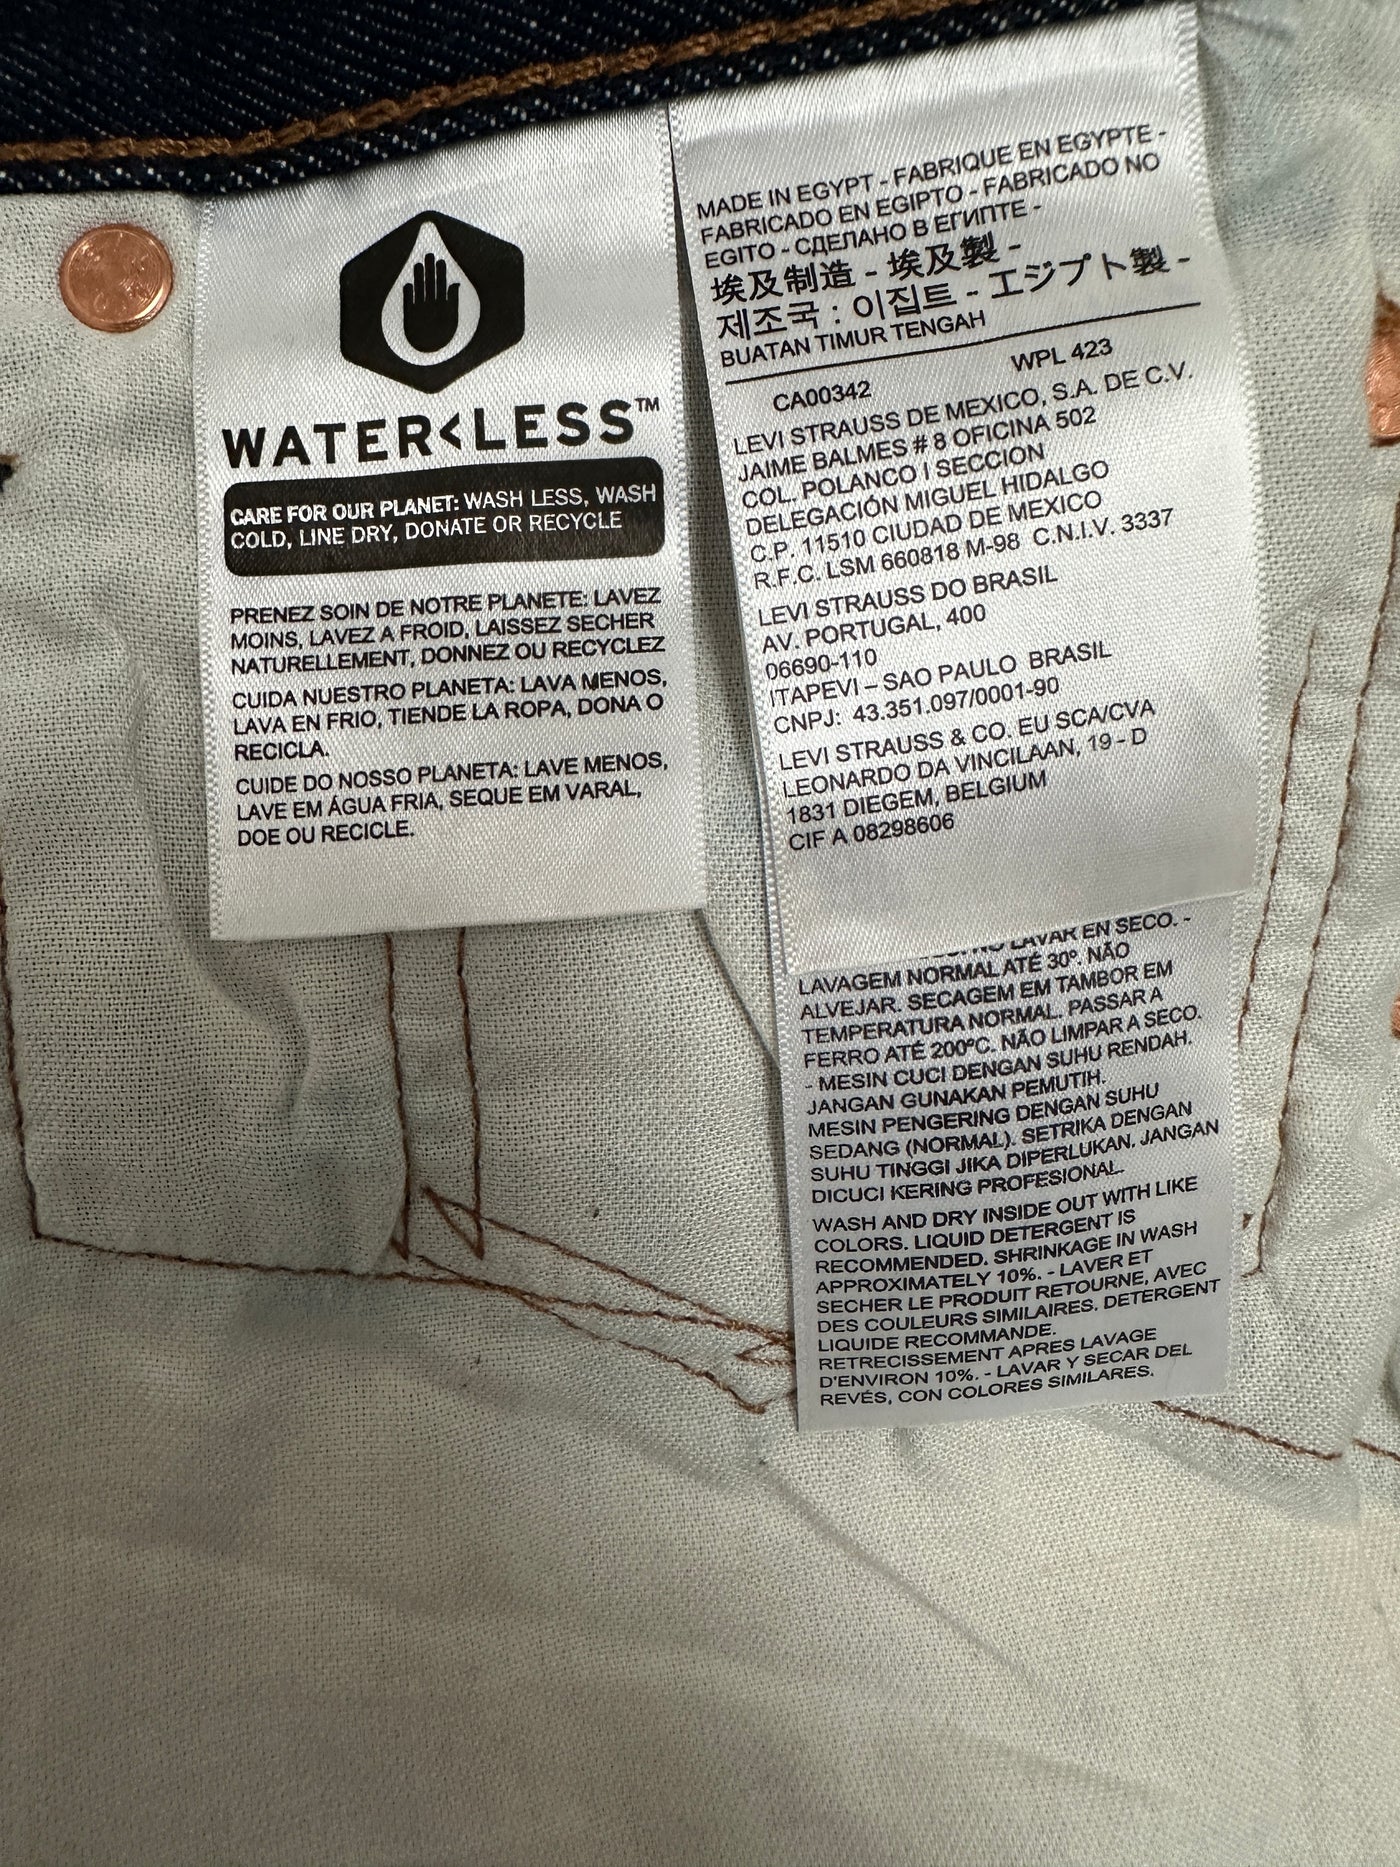 WATER<LESS™
CARE FOR OUR PLANET: WASH LESS, WASH
COLD, LINE DRY, DONATE OR RECYCLE
PRENEZ SOIN DE NOTRE PLANETE: LAVEZ
MOINS, LAVEZ A FROID, LAISSEZ SECHER
NATURELLEMENT, DONNEZ OU RECYCLEZ
CUIDA NUESTRO PLANETA: LAVA MENOS,
LAVA EN FRIO, TIENDE LA ROPA, DONA O
RECICLA.
CUIDE DO NOSSO PLANETA: LAVE MENOS,
LAVE EM ÁGUA FRIA, SEQUE EM VARAL,
DOE OU RECICLE.
MADE IN EGYPT - FABRIQUE EN EGYPTE -
FABRICADO EN EGIPTO - FABRICADO NO
EGITO - СДЕЛАНО В ЕГИПТЕ -
埃及制造 - 埃及製 -
제조국 : 이집트 - エジプト製 -
BUATAN TIMUR TENGAH
CA00342 WPL 423
LEVI STRAUSS DE MEXICO, S.A. DE C.V.
JAIME BALMES # 8 OFICINA 502
COL. POLANCO I SECCION
DELEGACIÓN MIGUEL HIDALGO
C.P. 11510 CIUDAD DE MEXICO
R.F.C. LSM 660818 M-98 C.N.I.V. 3337
LEVI STRAUSS DO BRASIL
AV. PORTUGAL, 400
06690-110
ITAPEVI – SAO PAULO BRASIL
CNPJ: 43.351.097/0001-90
LEVI STRAUSS & CO. EU SCA/CVA
LEONARDO DA VINCILAAN, 19 - D
1831 DIEGEM, BELGIUM
CIF A 08298606
NO LAVAR EN SECO. -
LAVAGEM NORMAL ATÉ 30º. NÃO
ALVEJAR. SECAGEM EM TAMBOR EM
TEMPERATURA NORMAL. PASSAR A
FERRO ATÉ 200ºC. NÃO LIMPAR A SECO.
- MESIN CUCI DENGAN SUHU RENDAH.
JANGAN GUNAKAN PEMUTIH.
MESIN PENGERING DENGAN SUHU
SEDANG (NORMAL). SETRIKA DENGAN
SUHU TINGGI JIKA DIPERLUKAN. JANGAN
DICUCI KERING PROFESIONAL.
WASH AND DRY INSIDE OUT WITH LIKE
COLORS. LIQUID DETERGENT IS
RECOMMENDED. SHRINKAGE IN WASH
APPROXIMATELY 10%. - LAVER ET
SECHER LE PRODUIT RETOURNE, AVEC
DES COULEURS SIMILAIRES. DETERGENT
LIQUIDE RECOMMANDE.
RETRECISSEMENT APRES LAVAGE
D'ENVIRON 10%. - LAVAR Y SECAR DEL
REVÉS, CON COLORES SIMILARES.